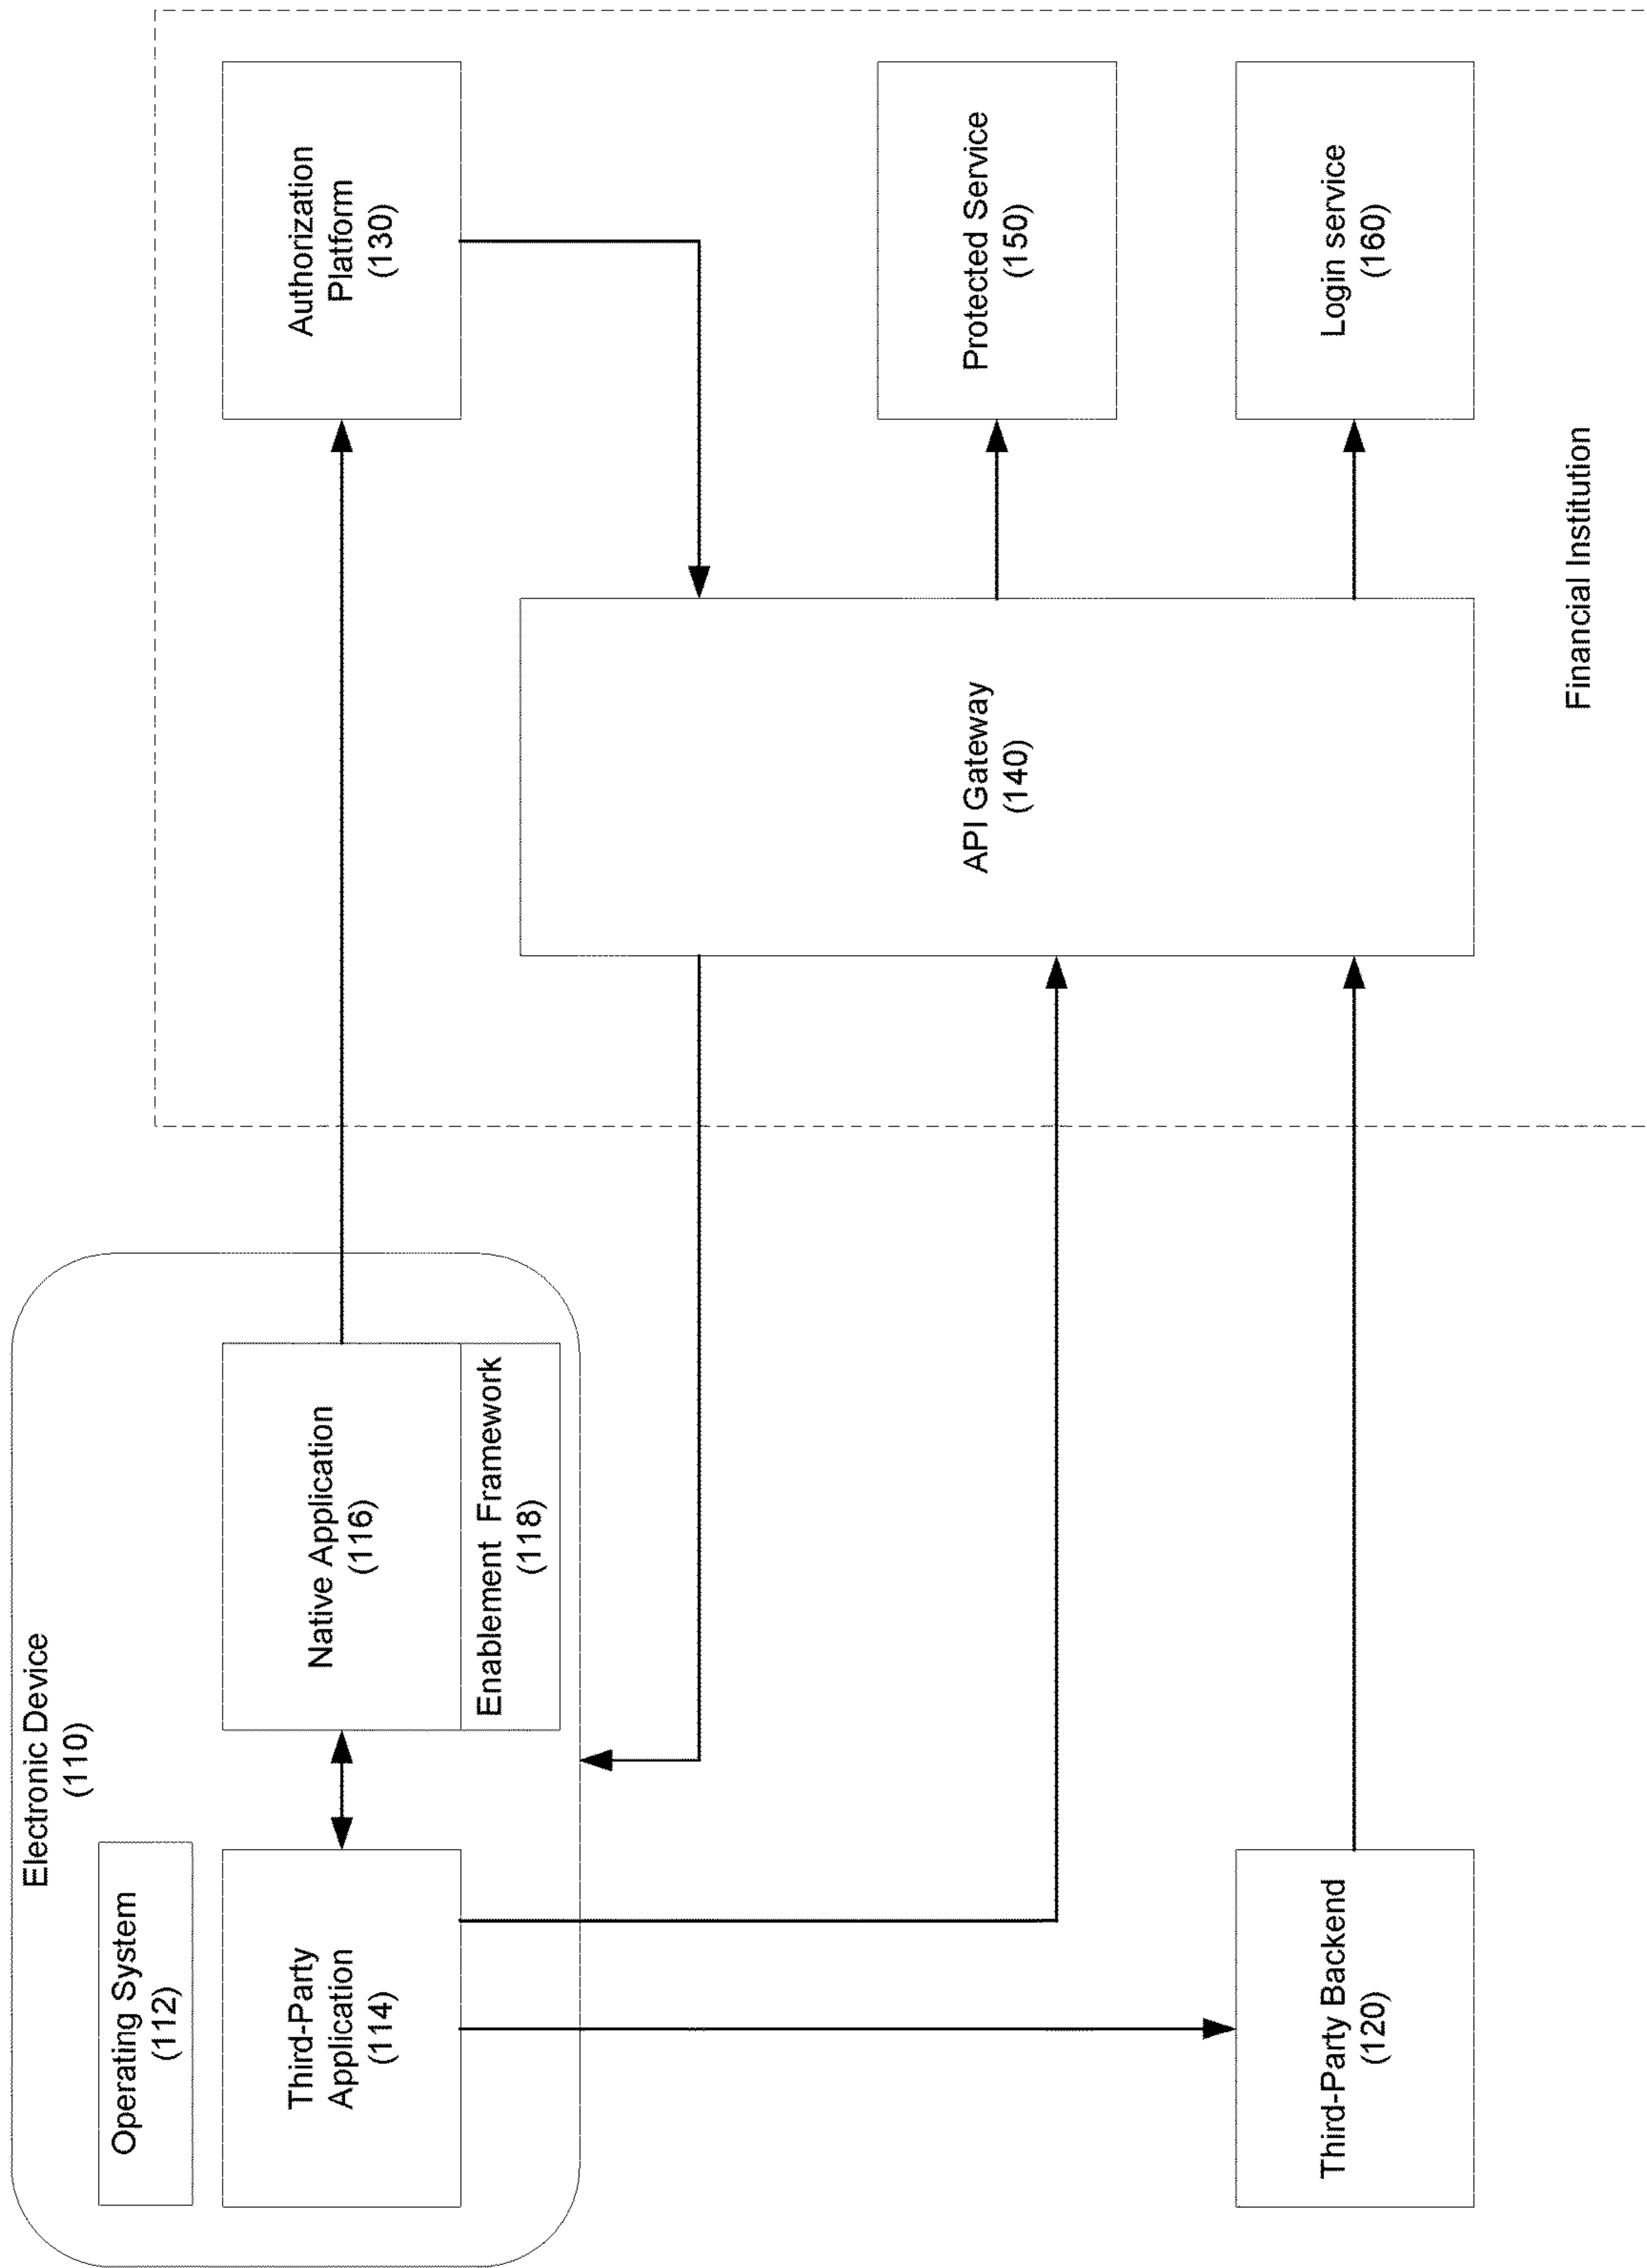 Electronic Device
(110)
Operating System
(112)
Third-Party
Application
(114)
Native Application
(116)
Enablement Framework
(118)
Authorization
Platform
(130)
API Gateway
(140)
Protected Service
(150)
Login service
(160)
Third-Party Backend
(120)
Financial Institution